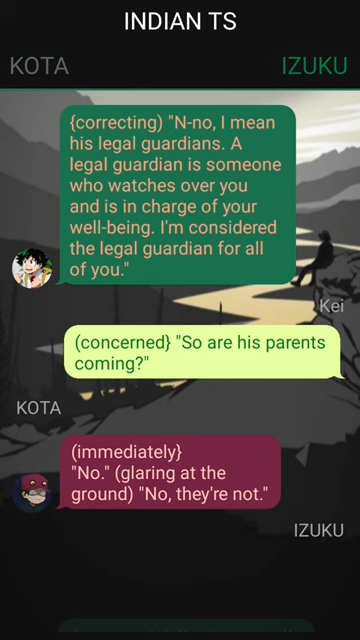 INDIAN TS
KOTA IZUKU
{correcting) "N-no, I mean
his legal guardians. A
legal guardian is someone
who watches over you
and is in charge of your
well-being. I'm considered
the legal guardian for all
of you."
Kei
(concerned} "So are his parents
coming?"
KOTA
(immediately}
"No." (glaring at the
ground) "No, they're not."
IZUKU